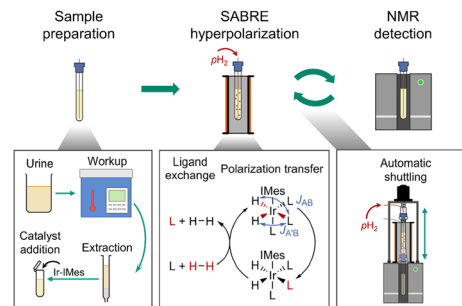 Sample
preparation
SABRE
hyperpolarization
NMR
detection
pH2
Urine
Workup
Catalyst
addition
Ir-IMes
Extraction
Ligand
exchange
Polarization transfer
IMes
H
L
JAB
Ir
H
L
JA'B
L
L + H-H
L + H-H
IMes
H
L
Ir
H
L
L
Automatic
shuttling
pH2